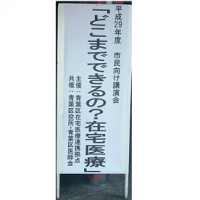 平成29年度 市民向け講演会
「どこまでできるの?在宅医療」
主催:青葉区在宅医療連携拠点
共催:青葉区役所・青葉区医師会